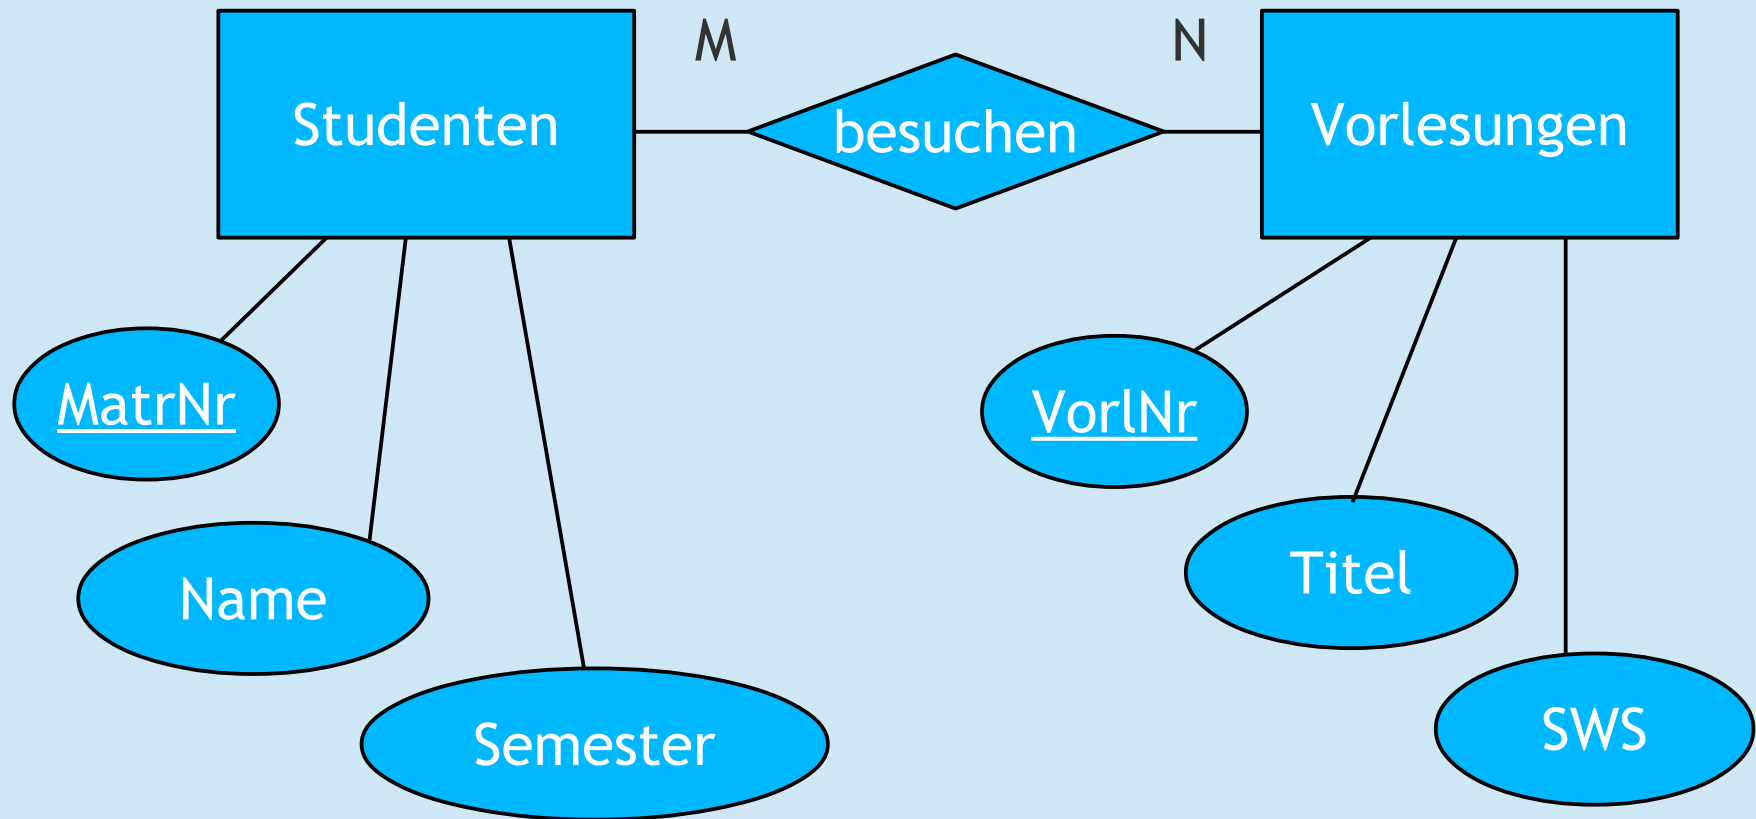 M
N
Studenten
besuchen
Vorlesungen
MatrNr
VorlNr
Name
Titel
Semester
SWS